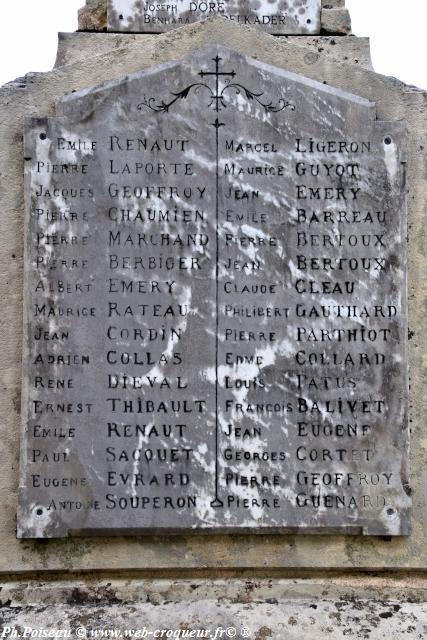 JOSEPH DORÉ
BENHARA ABDELKADER
EMILE RENAUT
PIERRE LAPORTE
JACQUES GEOFFROY
PIERRE CHAUMIEN
PIERRE MARCHAND
PIERRE BERBIGER
ALBERT EMERY
MAURICE RATEAU
JEAN CORDIN
ADRIEN COLLAS
RENE DIEVAL
ERNEST THIBAULT
EMILE RENAUT
PAUL SACQUET
EUGENE EVRARD
ANTOINE SOUPERON
MARCEL LIGERON
MAURICE GUYOT
JEAN EMERY
EMILE BARREAU
PIERRE BERTOUX
JEAN BERTOUX
CLAUDE CLEAU
PHILIBERT GAUTHARD
PIERRE PARTHIOT
EDME COLLARD
LOUIS PATUS
FRANCOIS BALIVET
JEAN EUGENE
GEORGES CORTET
PIERRE GEOFFROY
PIERRE GUENARD
Ph.Poiseau © www-web-croqueur.fr © ®